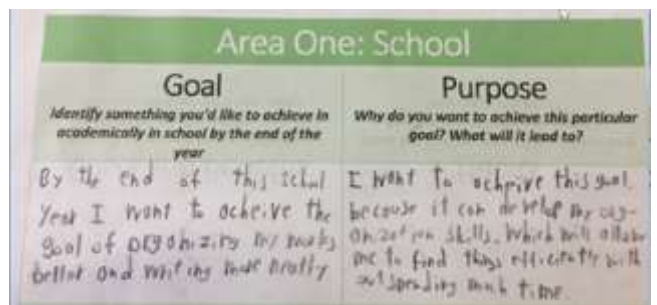 Area One: School
Goal
Identify something you'd like to achieve in
academically in school by the end of the
year
By the end of this schol
Year I want to acheive the
goal of organizing my
better and writing more neatly
Purpose
Why do you want to achieve this particular
goal? What will it lead to?
I want to acheive this goal.
because it can develop my org-
anization skills. Which will allow
me to find things efficiently with
out spending much time.